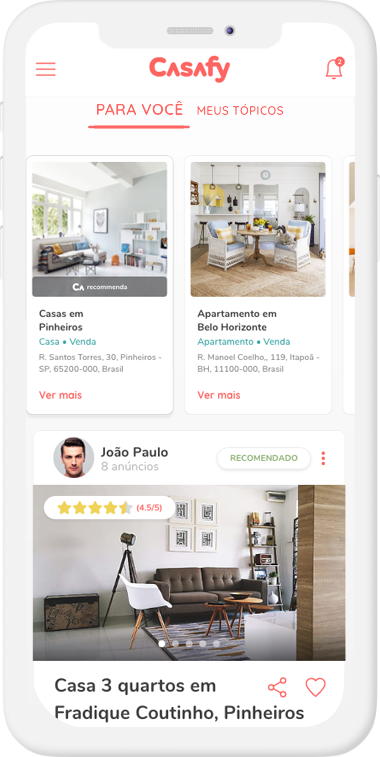 Casafy
2
PARA VOCÊ MEUS TÓPICOS
CA recomenda
Casas em
Pinheiros
Casa • Venda
R. Santos Torres, 30, Pinheiros -
SP, 65200-000, Brasil
Ver mais
Apartamento em
Belo Horizonte
Apartamento • Venda
R. Manoel Coelho,, 119, Itapoã -
BH, 11100-000, Brasil
Ver mais
João Paulo
8 anúncios
RECOMENDADO
(4.5/5)
Casa 3 quartos em
Fradique Coutinho, Pinheiros